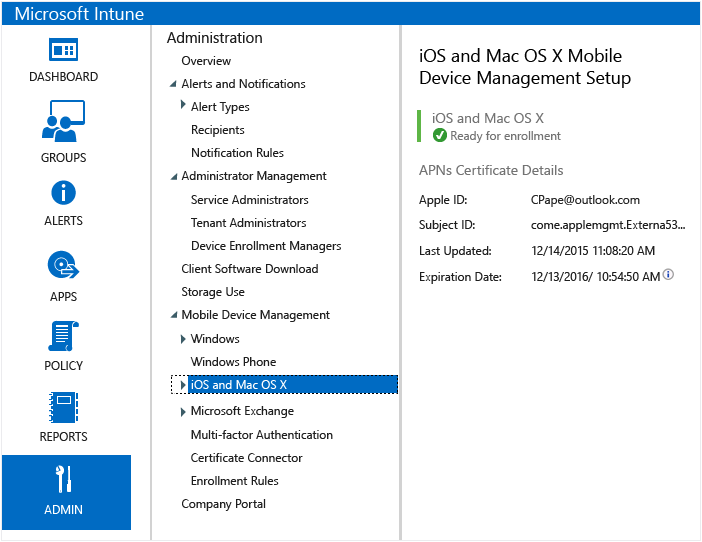 Microsoft Intune
DASHBOARD
GROUPS
ALERTS
APPS
POLICY
REPORTS
ADMIN
Administration
Overview
Alerts and Notifications
Alert Types
Recipients
Notification Rules
Administrator Management
Service Administrators
Tenant Administrators
Device Enrollment Managers
Client Software Download
Storage Use
Mobile Device Management
Windows
Windows Phone
iOS and Mac OS X
Microsoft Exchange
Multi-factor Authentication
Certificate Connector
Enrollment Rules
Company Portal
iOS and Mac OS X Mobile
Device Management Setup
iOS and Mac OS X
Ready for enrollment
APNs Certificate Details
Apple ID: CPape@outlook.com
Subject ID: come.applemgmt.Externa53...
Last Updated: 12/14/2015 11:08:20 AM
Expiration Date: 12/13/2016/ 10:54:50 AM